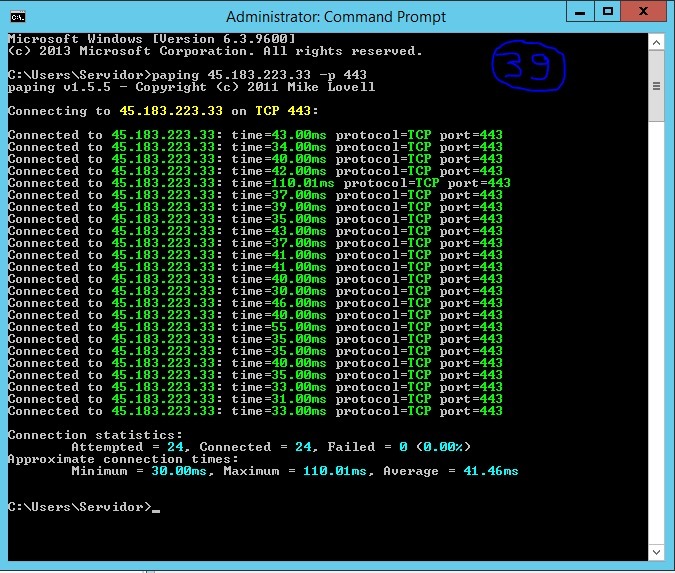 Administrator: Command Prompt
Microsoft Windows [Version 6.3.9600]
(c) 2013 Microsoft Corporation. All rights reserved.
39
C:\Users\Servidor>paping 45.183.223.33 -p 443
paping v1.5.5 - Copyright (c) 2011 Mike Lovell
Connecting to 45.183.223.33 on TCP 443:
Connected to 45.183.223.33: time=43.00ms protocol=TCP port=443
Connected to 45.183.223.33: time=34.00ms protocol=TCP port=443
Connected to 45.183.223.33: time=40.00ms protocol=TCP port=443
Connected to 45.183.223.33: time=42.00ms protocol=TCP port=443
Connected to 45.183.223.33: time=110.01ms protocol=TCP port=443
Connected to 45.183.223.33: time=37.00ms protocol=TCP port=443
Connected to 45.183.223.33: time=39.00ms protocol=TCP port=443
Connected to 45.183.223.33: time=35.00ms protocol=TCP port=443
Connected to 45.183.223.33: time=43.00ms protocol=TCP port=443
Connected to 45.183.223.33: time=37.00ms protocol=TCP port=443
Connected to 45.183.223.33: time=41.00ms protocol=TCP port=443
Connected to 45.183.223.33: time=41.00ms protocol=TCP port=443
Connected to 45.183.223.33: time=40.00ms protocol=TCP port=443
Connected to 45.183.223.33: time=30.00ms protocol=TCP port=443
Connected to 45.183.223.33: time=46.00ms protocol=TCP port=443
Connected to 45.183.223.33: time=40.00ms protocol=TCP port=443
Connected to 45.183.223.33: time=55.00ms protocol=TCP port=443
Connected to 45.183.223.33: time=35.00ms protocol=TCP port=443
Connected to 45.183.223.33: time=35.00ms protocol=TCP port=443
Connected to 45.183.223.33: time=40.00ms protocol=TCP port=443
Connected to 45.183.223.33: time=35.00ms protocol=TCP port=443
Connected to 45.183.223.33: time=33.00ms protocol=TCP port=443
Connected to 45.183.223.33: time=31.00ms protocol=TCP port=443
Connected to 45.183.223.33: time=33.00ms protocol=TCP port=443
Connection statistics:
Attempted = 24, Connected = 24, Failed = 0 (0.00%)
Approximate connection times:
Minimum = 30.00ms, Maximum = 110.01ms, Average = 41.46ms
C:\Users\Servidor>_